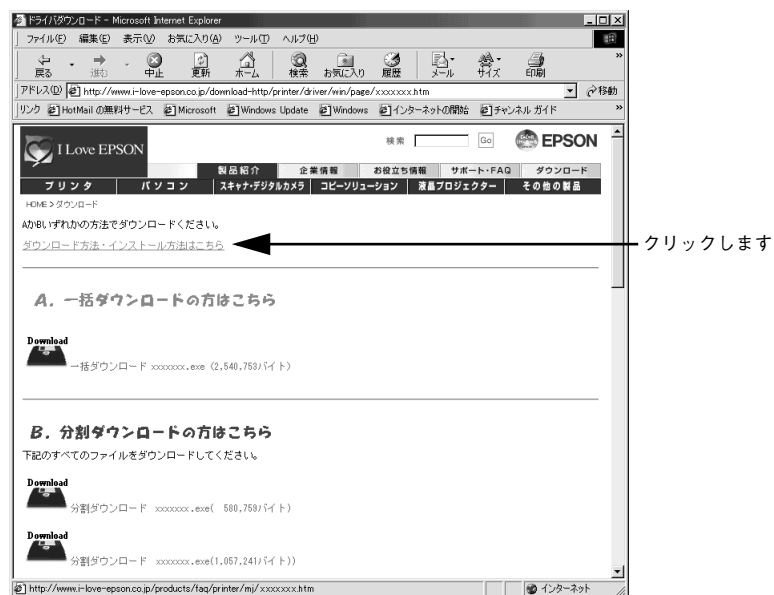 ドライバダウンロード - Microsoft Internet Explorer
ファイル(F) 編集(E) 表示(V) お気に入り(A) ツール(T) ヘルプ(H)
戻る 進む 中止 更新 ホーム 検索 お気に入り 履歴 メール サイズ 印刷 »
アドレス(D) http://www.i-love-epson.co.jp/download-http/printer/driver/win/page/xxxxxxx.htm 移動
リンク HotMail の無料サービス Microsoft Windows Update Windows インターネットの開始 チャンネル ガイド »
I Love EPSON
検索 Go EPSON
製品紹介 企業情報 お役立ち情報 サポート・FAQ ダウンロード
プリンタ パソコン スキャナ・デジタルカメラ コピーソリューション 液晶プロジェクター その他の製品
HOME > ダウンロード
AかBいずれかの方法でダウンロードください。
ダウンロード方法・インストール方法はこちら
クリックします
A. 一括ダウンロードの方はこちら
Download
一括ダウンロード xxxxxxx.exe (2,540,753バイト)
B. 分割ダウンロードの方はこちら
下記のすべてのファイルをダウンロードしてください。
Download
分割ダウンロード xxxxxxx.exe( 580,759バイト)
Download
分割ダウンロード xxxxxxx.exe(1,057,241バイト))
http://www.i-love-epson.co.jp/products/faq/printer/mj/xxxxxxx.htm インターネット